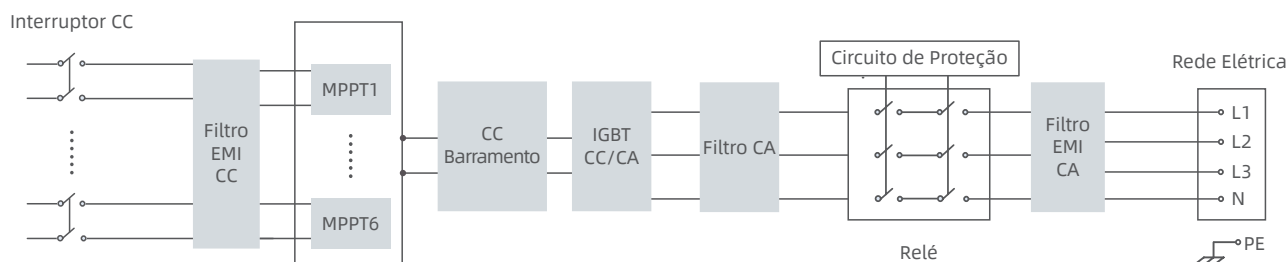 Interruptor CC
Circuito de Proteção
Rede Elétrica
MPPT1
Filtro
EMI
CC
CC
Barramento
IGBT
CC/CA
Filtro CA
Filtro
EMI
CA
L1
L2
L3
N
MPPT6
Relé
PE